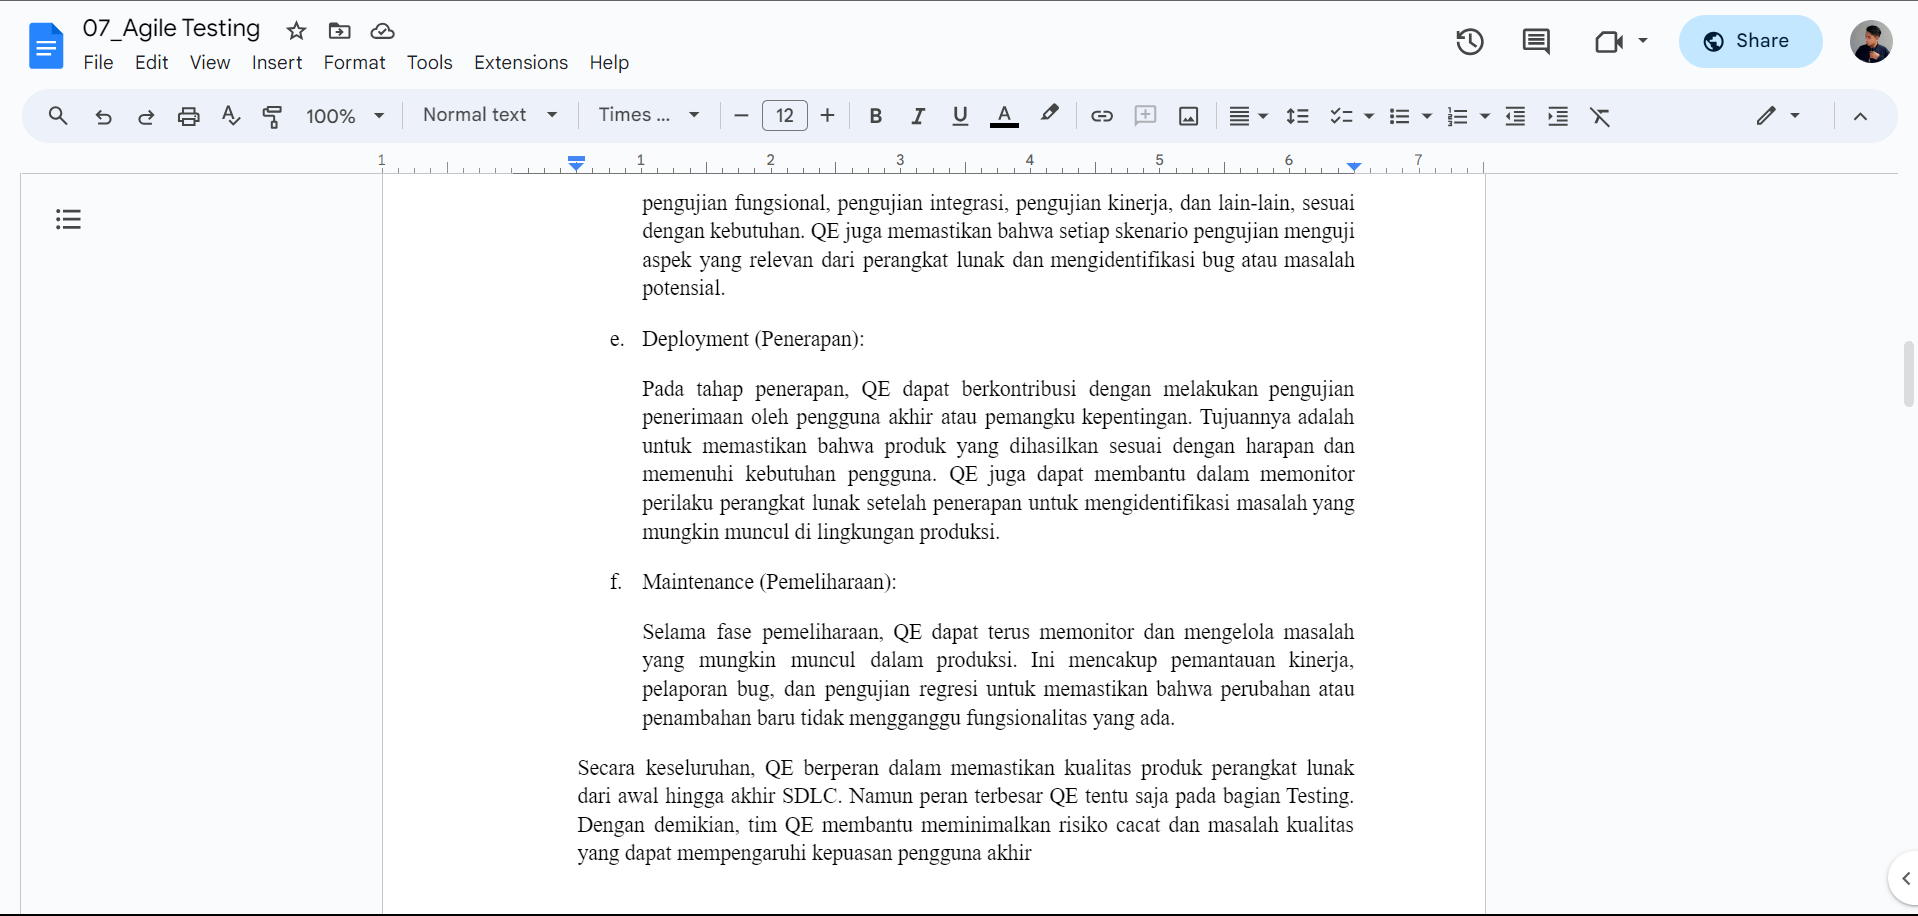 07_Agile Testing
File Edit View Insert Format Tools Extensions Help
Share
100% Normal text Times ... 12 B I U A
1 1 2 3 4 5 6 7
pengujian fungsional, pengujian integrasi, pengujian kinerja, dan lain-lain, sesuai
dengan kebutuhan. QE juga memastikan bahwa setiap skenario pengujian menguji
aspek yang relevan dari perangkat lunak dan mengidentifikasi bug atau masalah
potensial.
e. Deployment (Penerapan):
Pada tahap penerapan, QE dapat berkontribusi dengan melakukan pengujian
penerimaan oleh pengguna akhir atau pemangku kepentingan. Tujuannya adalah
untuk memastikan bahwa produk yang dihasilkan sesuai dengan harapan dan
memenuhi kebutuhan pengguna. QE juga dapat membantu dalam memonitor
perilaku perangkat lunak setelah penerapan untuk mengidentifikasi masalah yang
mungkin muncul di lingkungan produksi.
f. Maintenance (Pemeliharaan):
Selama fase pemeliharaan, QE dapat terus memonitor dan mengelola masalah
yang mungkin muncul dalam produksi. Ini mencakup pemantauan kinerja,
pelaporan bug, dan pengujian regresi untuk memastikan bahwa perubahan atau
penambahan baru tidak mengganggu fungsionalitas yang ada.
Secara keseluruhan, QE berperan dalam memastikan kualitas produk perangkat lunak
dari awal hingga akhir SDLC. Namun peran terbesar QE tentu saja pada bagian Testing.
Dengan demikian, tim QE membantu meminimalkan risiko cacat dan masalah kualitas
yang dapat mempengaruhi kepuasan pengguna akhir